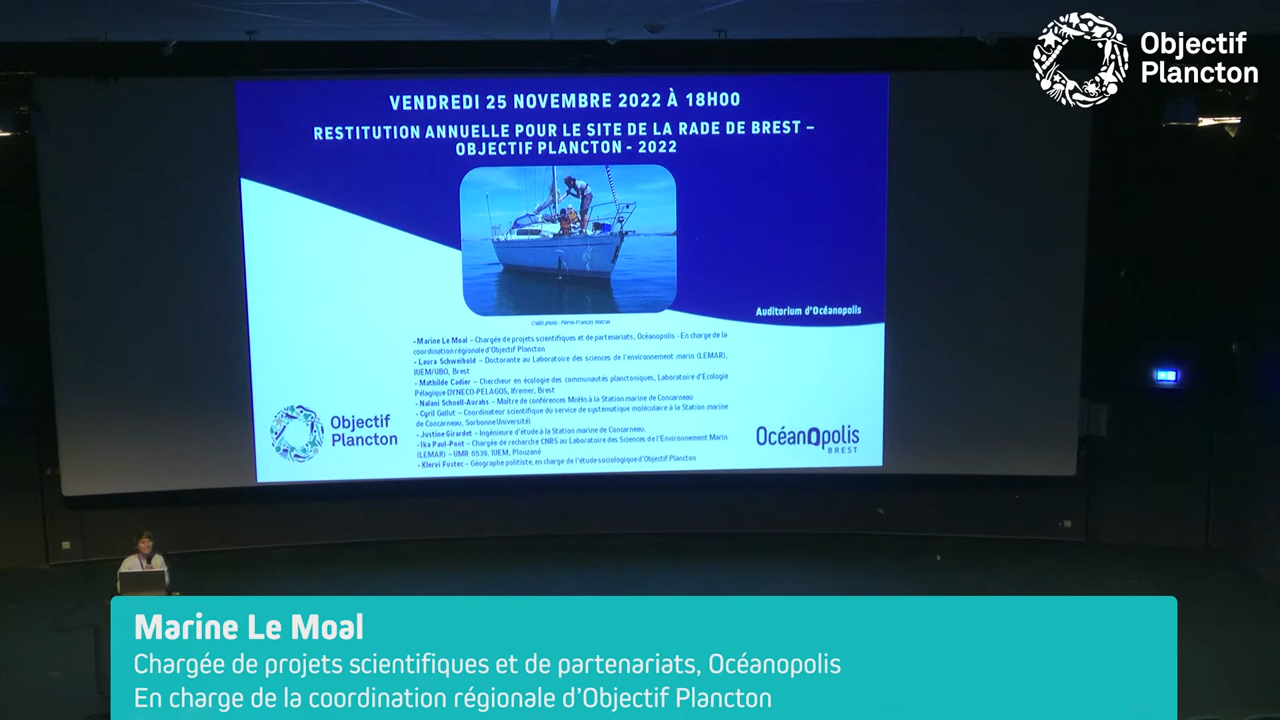 Objectif
Plancton
VENDREDI 25 NOVEMBRE 2022 À 18H00
RESTITUTION ANNUELLE POUR LE SITE DE LA RADE DE BREST –
OBJECTIF PLANCTON - 2022
Crédit photo : Pierre-François Watras
Auditorium d'Océanopolis
- Marine Le Moal – Chargée de projets scientifiques et de partenariats, Océanopolis - En charge de la
coordination régionale d'Objectif Plancton
- Laura Schweibold – Doctorante au Laboratoire des sciences de l'environnement marin (LEMAR),
IUEM/UBO, Brest
- Mathilde Cadier – Chercheur en écologie des communautés planctoniques, Laboratoire d'Ecologie
Pélagique DYNECO-PELAGOS, Ifremer, Brest
- Nalani Schnell-Aurahs – Maître de conférences MnHn à la Station marine de Concarneau
- Cyril Gallut – Coordinateur scientifique du service de systématique moléculaire à la Station marine
de Concarneau, Sorbonne Université)
- Justine Girardet – Ingénieure d'étude à la Station marine de Concarneau.
- Ika Paul-Pont – Chargée de recherche CNRS au Laboratoire des Sciences de l'Environnement Marin
(LEMAR) – UMR 6539, IUEM, Plouzané
- Klervi Fustec – Géographe politiste, en charge de l'étude sociologique d'Objectif Plancton
Objectif
Plancton
OcéanOpolis
BREST
Marine Le Moal
Chargée de projets scientifiques et de partenariats, Océanopolis
En charge de la coordination régionale d'Objectif Plancton